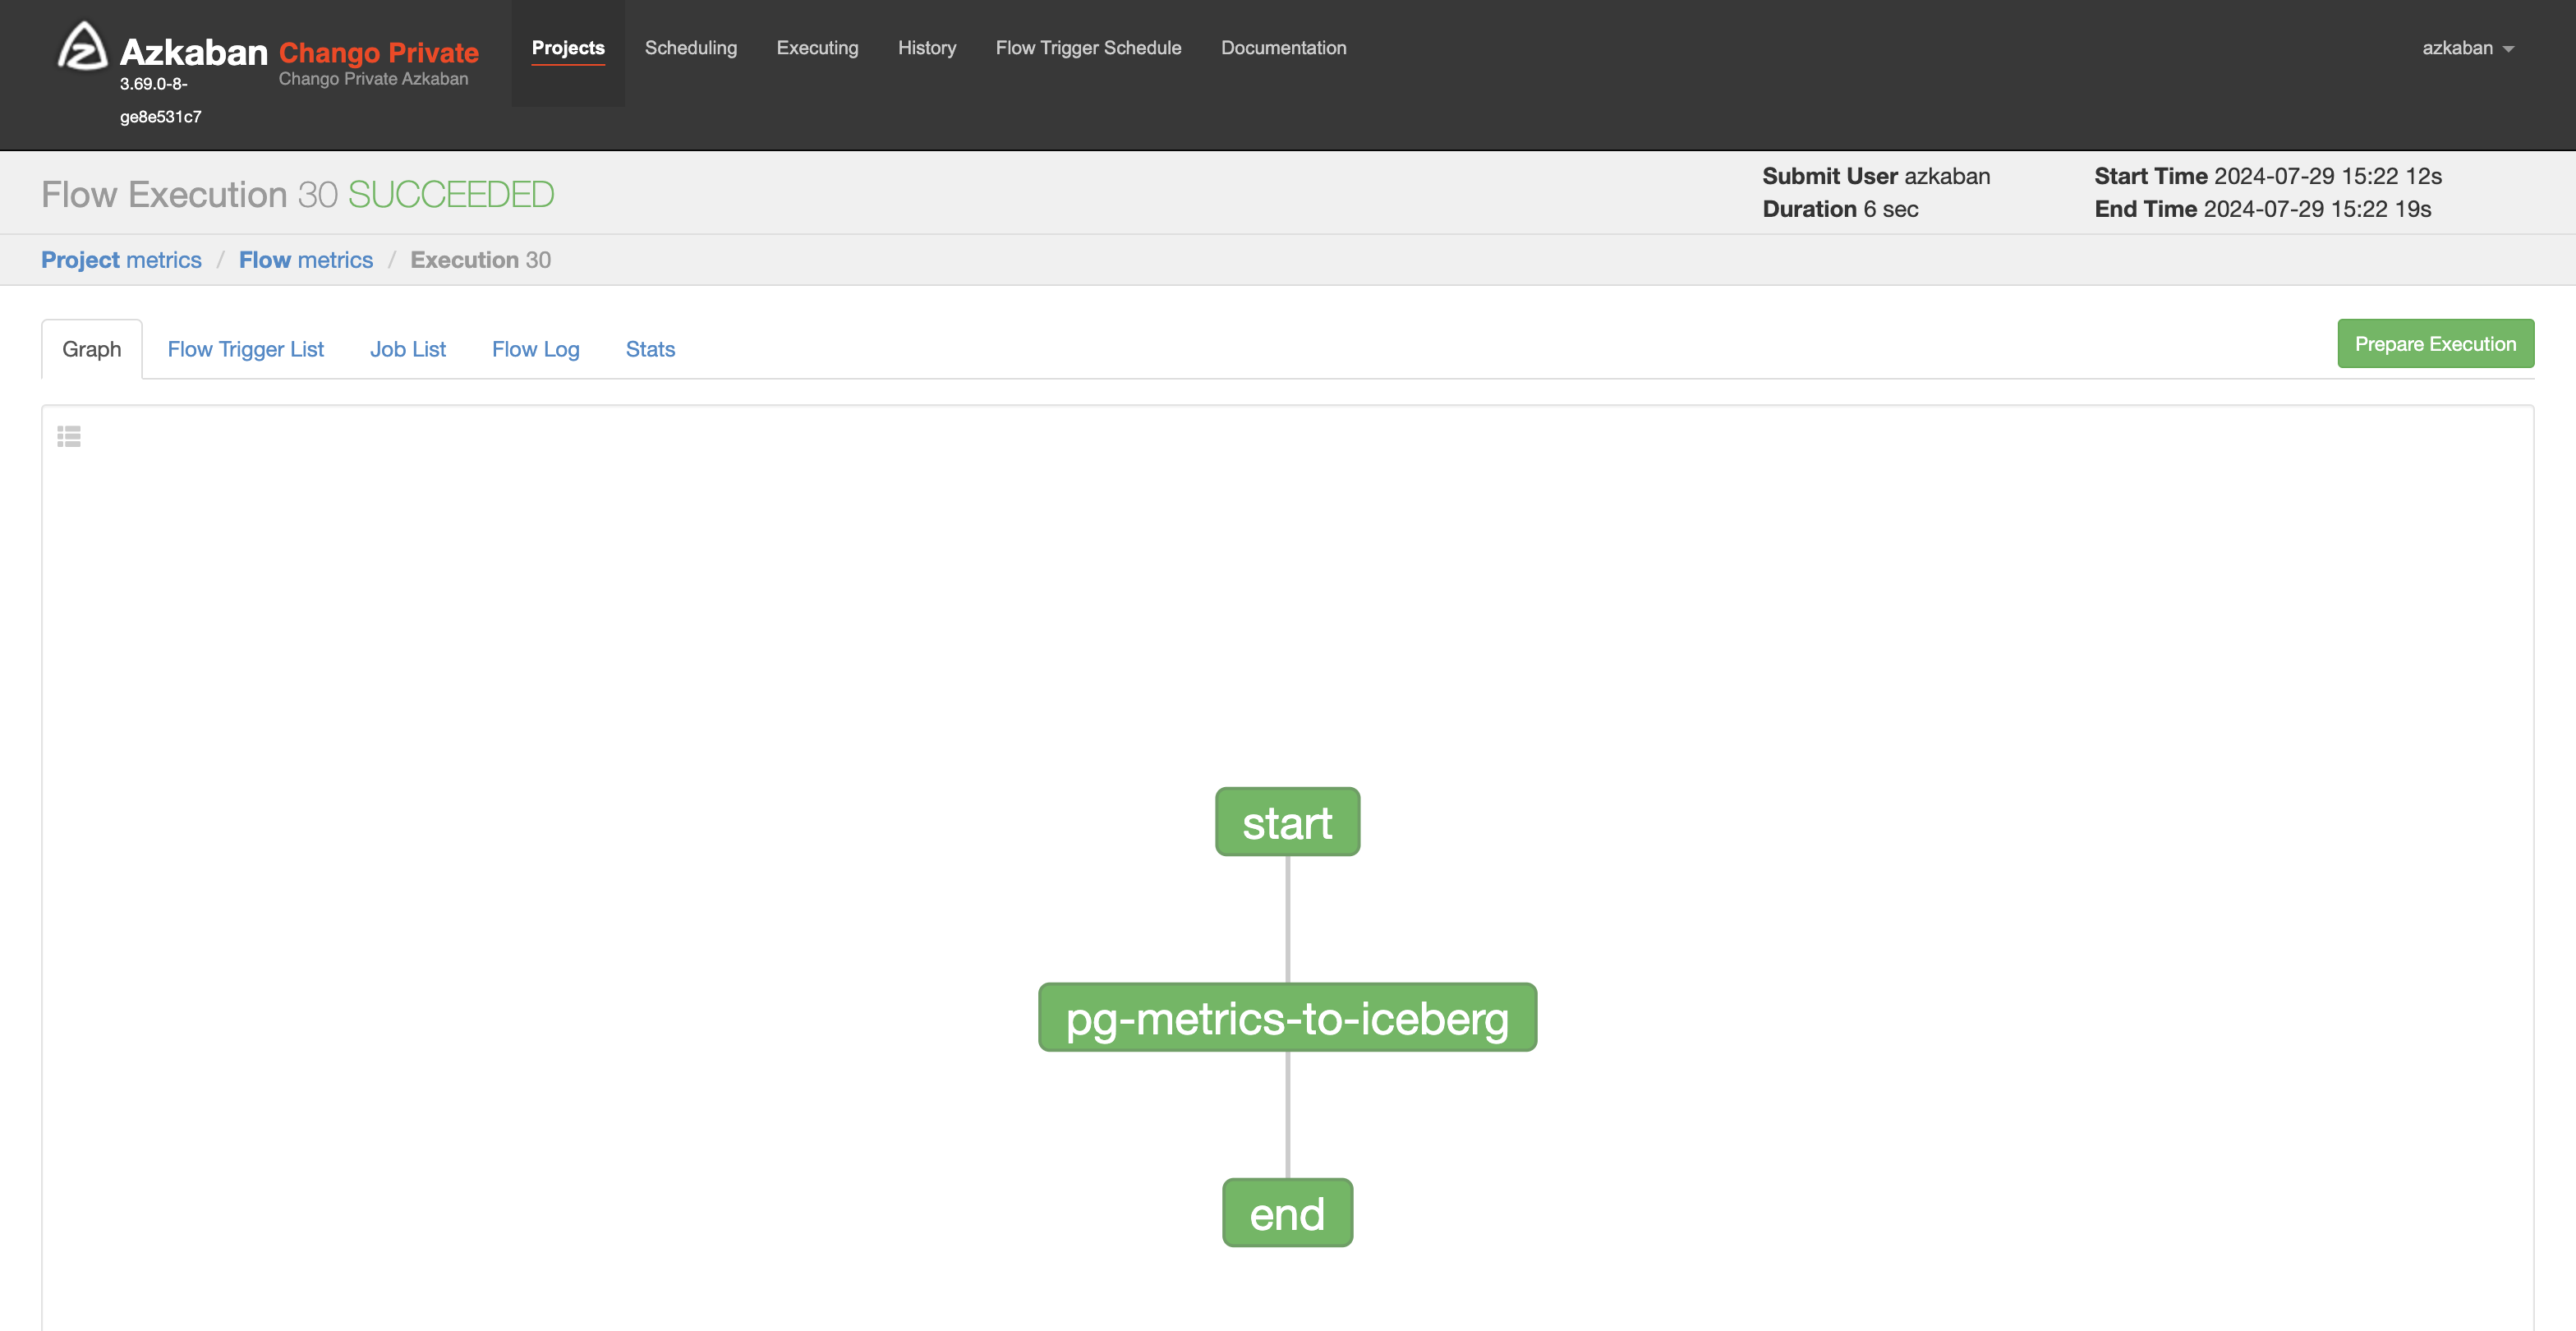 Azkaban Chango Private
3.69.0-8-
ge8e531c7
Chango Private Azkaban
Projects Scheduling Executing History Flow Trigger Schedule Documentation
azkaban
Flow Execution 30 SUCCEEDED
Submit User azkaban
Duration 6 sec
Start Time 2024-07-29 15:22 12s
End Time 2024-07-29 15:22 19s
Project metrics / Flow metrics / Execution 30
Graph Flow Trigger List Job List Flow Log Stats
Prepare Execution
start
pg-metrics-to-iceberg
end